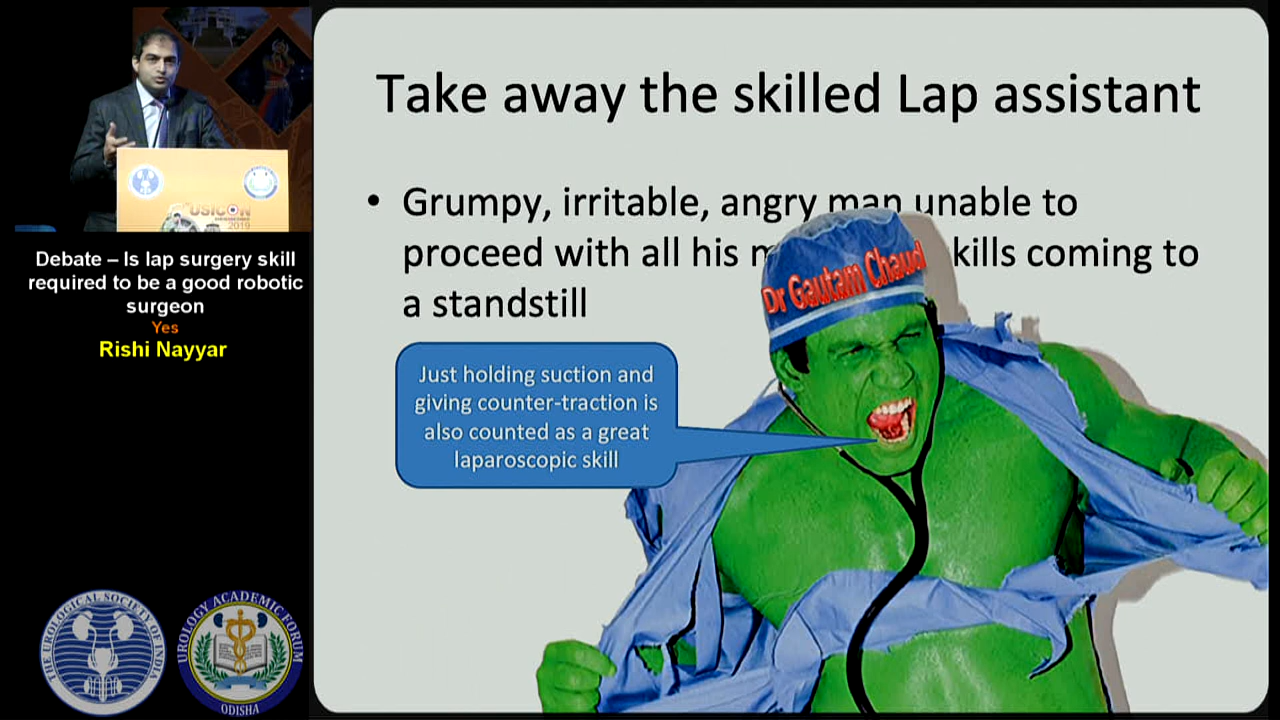 Take away the skilled Lap assistant
• Grumpy, irritable, angry man unable to
proceed with all his kills coming to
a standstill
Dr Gautam Chaud
Just holding suction and
giving counter-traction is
also counted as a great
laparoscopic skill
USICON
2019
Debate – Is lap surgery skill
required to be a good robotic
surgeon
Yes
Rishi Nayyar
THE UROLOGICAL SOCIETY OF INDIA
UROLOGY ACADEMIC FORUM
ODISHA